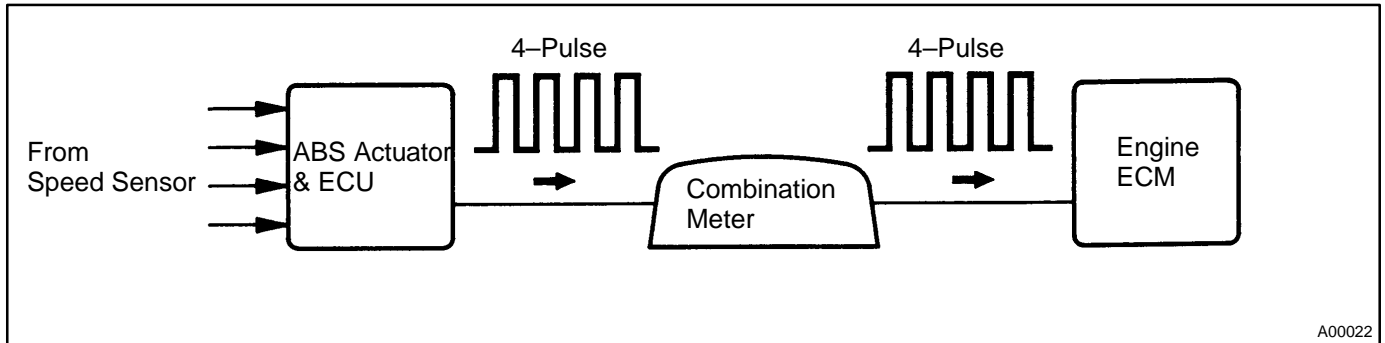 4–Pulse
4–Pulse
From
Speed Sensor
ABS Actuator
& ECU
Combination
Meter
Engine
ECM
A00022